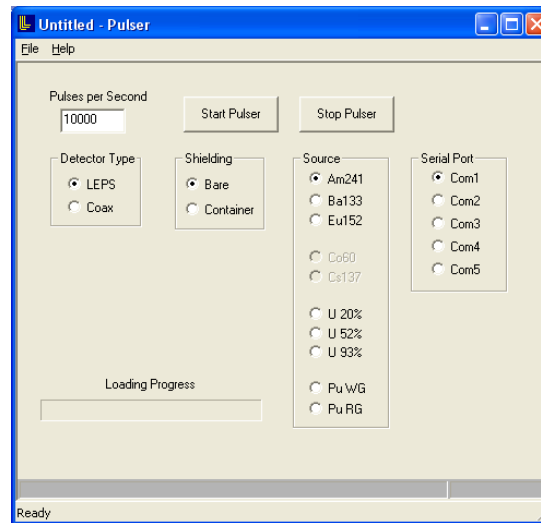 Untitled - Pulser
File Help
Pulses per Second
10000
Start Pulser
Stop Pulser
Detector Type
LEPS
Coax
Shielding
Bare
Container
Source
Am241
Ba133
Eu152
Co60
Cs137
U 20%
U 52%
U 93%
Pu WG
Pu RG
Serial Port
Com1
Com2
Com3
Com4
Com5
Loading Progress
Ready